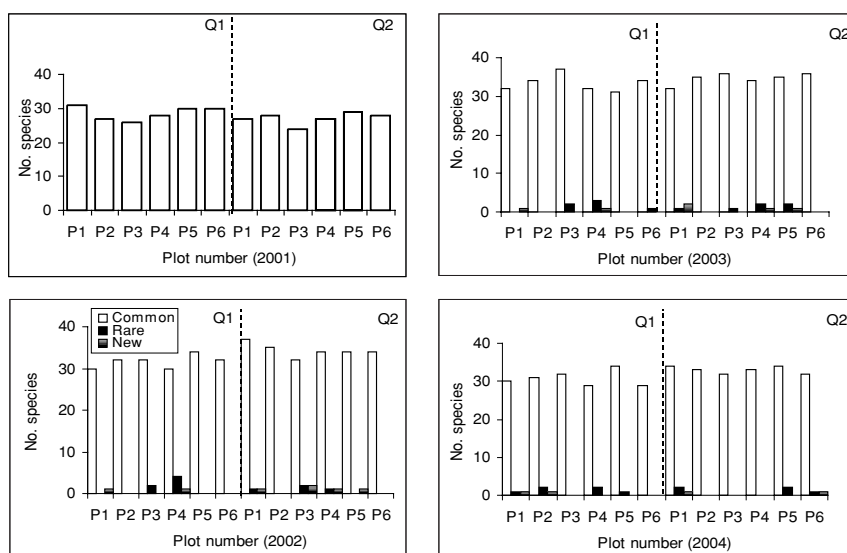 Q1 Q2
40
30
20
10
0
No. species
P1 P2 P3 P4 P5 P6 P1 P2 P3 P4 P5 P6
Plot number (2001)
Q1 Q2
40
30
20
10
0
No. species
P1 P2 P3 P4 P5 P6 P1 P2 P3 P4 P5 P6
Plot number (2003)
Common
Rare
New
Q1 Q2
40
30
20
10
0
No. species
P1 P2 P3 P4 P5 P6 P1 P2 P3 P4 P5 P6
Plot number (2002)
Q1 Q2
40
30
20
10
0
No. species
P1 P2 P3 P4 P5 P6 P1 P2 P3 P4 P5 P6
Plot number (2004)